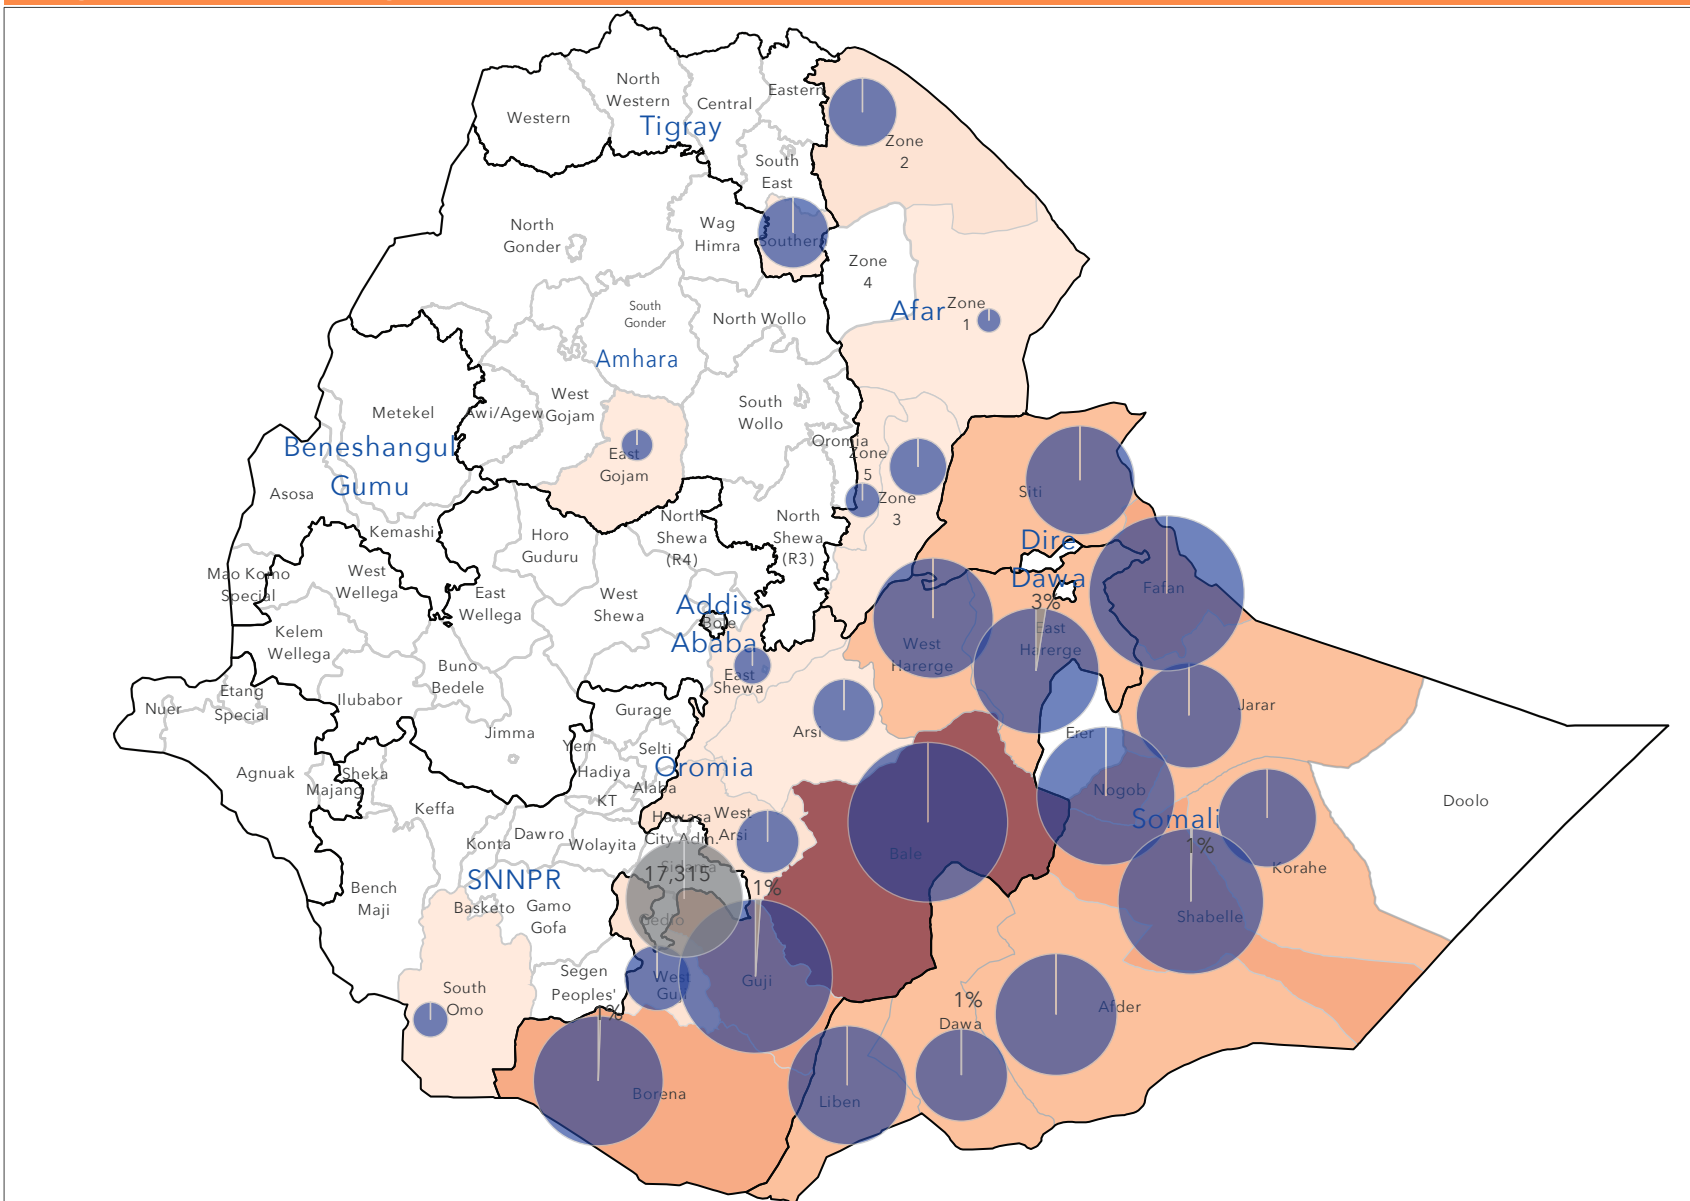 North
Western
Eastern
Central
Western
Tigray
Zone
2
South
East
North
Gonder
Wag
Himra
Southern
Zone
4
Afar
Zone
1
South
Gonder
North Wollo
Amhara
Metekel
Awi/Agew
West
Gojam
South
Wollo
Beneshangul
Gumu
East
Gojam
Oromia
Zone
5
Zone
3
Siti
Asosa
Kemashi
Horo
Guduru
North
Shewa
(R4)
North
Shewa
(R3)
Dire
Dawa
3%
Fafan
Mao Komo
Special
West
Wellega
East
Wellega
West
Shewa
Addis
Ababa
Bole
East
Shewa
West
Harerge
East
Harerge
Kelem
Wellega
Buno
Bedele
Etang
Special
Nuer
Ilubabor
Gurage
Jimma
Arsi
Jarar
Erer
Yem
Selti
Hadiya
Alaba
KT
Oromia
Agnuak
Sheka
Majang
Keffa
Nogob
Doolo
Somali
1%
Korahe
Hawasa
City Adm.
West
Arsi
Konta
Dawro
Wolayita
Sidama
17,315
1%
Bale
SNNPR
Bench
Maji
Basketo
Gamo
Gofa
Gedio
Shabelle
South
Omo
Segen
Peoples'
1%
West
Guji
Guji
1%
Dawa
Afder
Borena
Liben